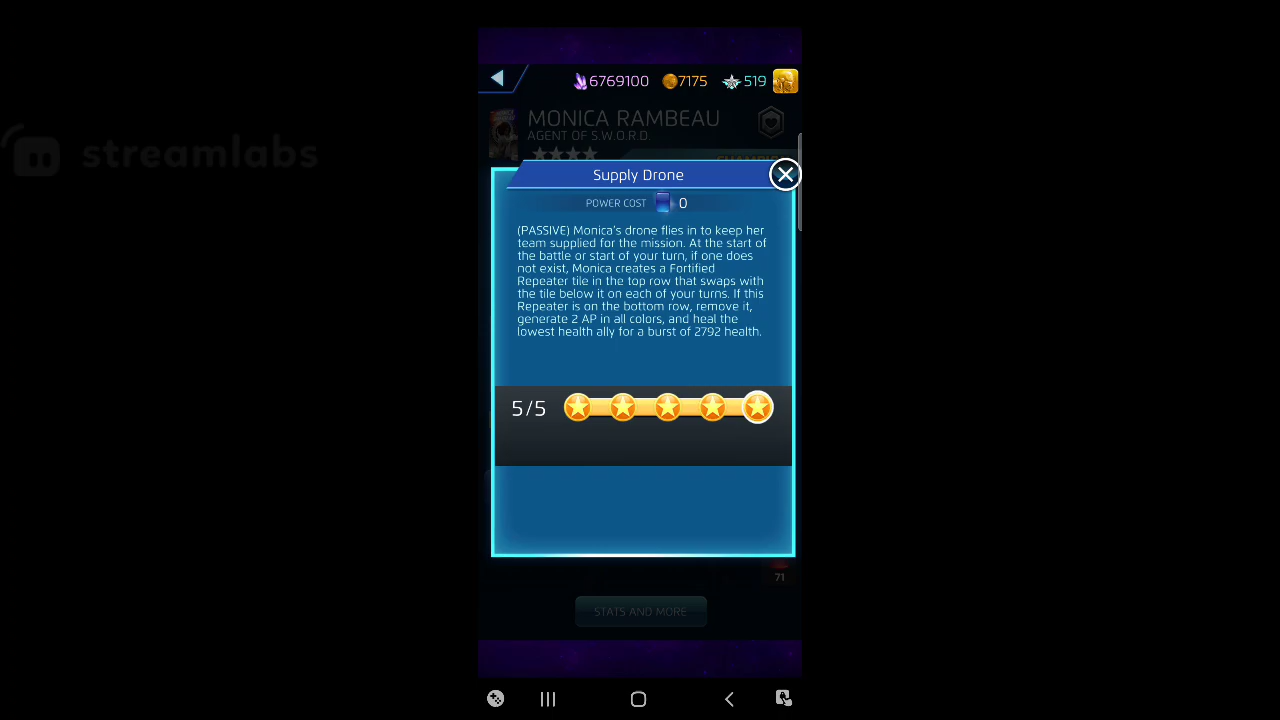 streamlabs
6769100 7175 519
MONICA RAMBEAU
AGENT OF S.W.O.R.D.
Supply Drone
POWER COST 0
(PASSIVE) Monica's drone flies in to keep her
team supplied for the mission. At the start of
the battle or start of your turn, if one does
not exist, Monica creates a Fortified
Repeater tile in the top row that swaps with
the tile below it on each of your turns. If this
Repeater is on the bottom row, remove it,
generate 2 AP in all colors, and heal the
lowest health ally for a burst of 2792 health.
5/5
71
STATS AND MORE